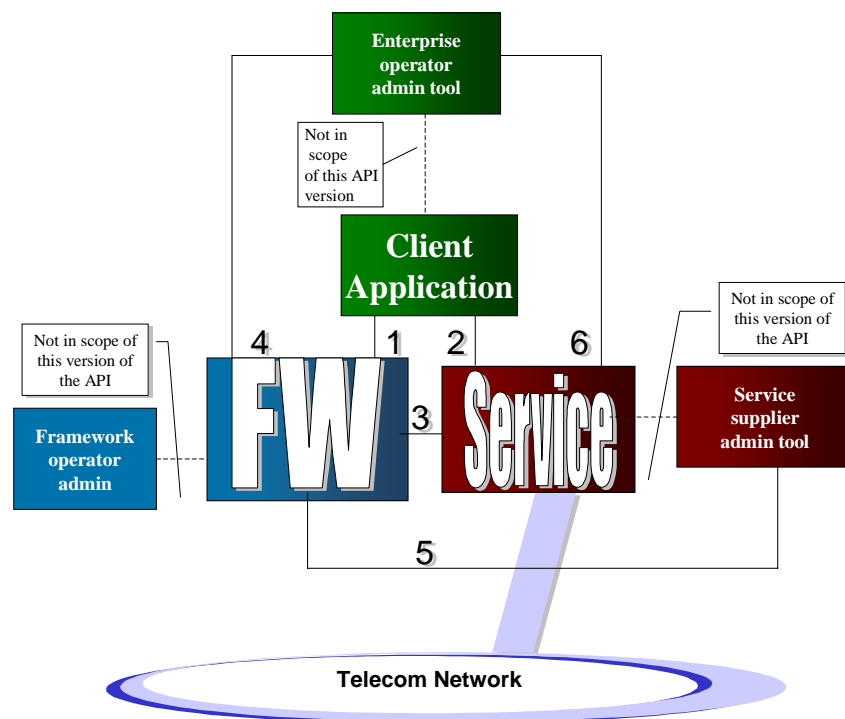 Enterprise
operator
admin tool
Not in
scope
of this API
version
Client
Application
Not in scope of
this version of
the API
Not in scope of
this version of
the API
4
1
2
6
FW
3
Service
Framework
operator
admin
Service
supplier
admin tool
5
Telecom Network